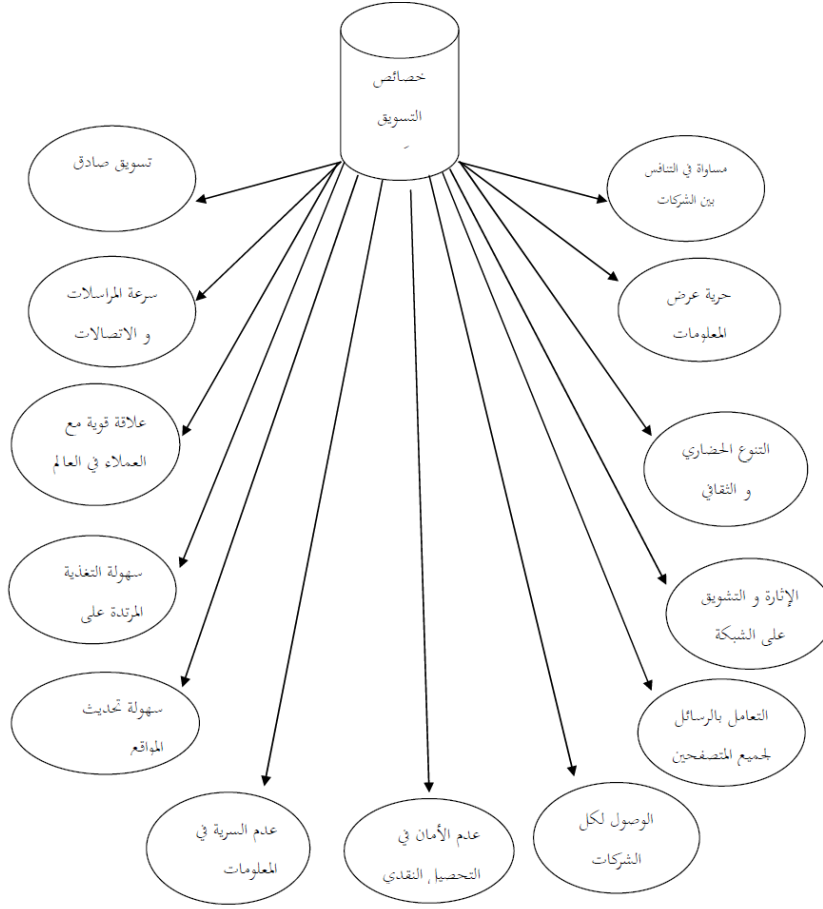 خصائص
التسويق
مساواة في التنافس
بين الشركات
تسويق صادق
حرية عرض
المعلومات
سرعة المراسلات
و الاتصالات
التنوع الحضاري
و الثقافي
علاقة قوية مع
العملاء في العالم
الإثارة و التشويق
على الشبكة
سهولة التغذية
المرتدة على
التعامل بالرسائل
لجميع المتصفحين
سهولة تحديث
المواقع
الوصول لكل
الشركات
عدم الأمان في
التحصيل النقدي
عدم السرية في
المعلومات